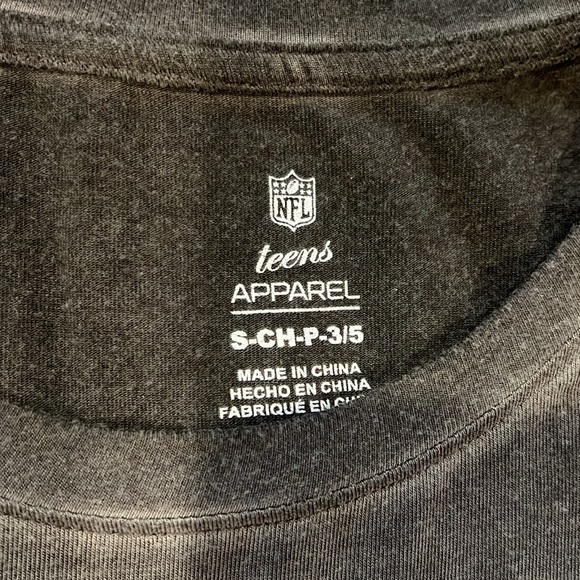 NFL
teens
APPAREL
S-CH-P-3/5
MADE IN CHINA
HECHO EN CHINA
FABRIQUÉ EN